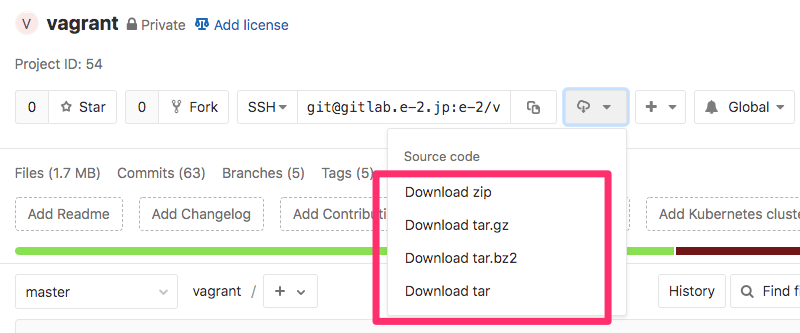 V vagrant Private Add license
Project ID: 54
0 Star 0 Fork SSH git@gitlab.e-2.jp:e-2/v Global
Source code
Files (1.7 MB) Commits (63) Branches (5) Tags (5)
Download zip
Add Readme Add Changelog Add Contributi Add Kubernetes cluste
Download tar.gz
Download tar.bz2
master vagrant / + Download tar History Find fi